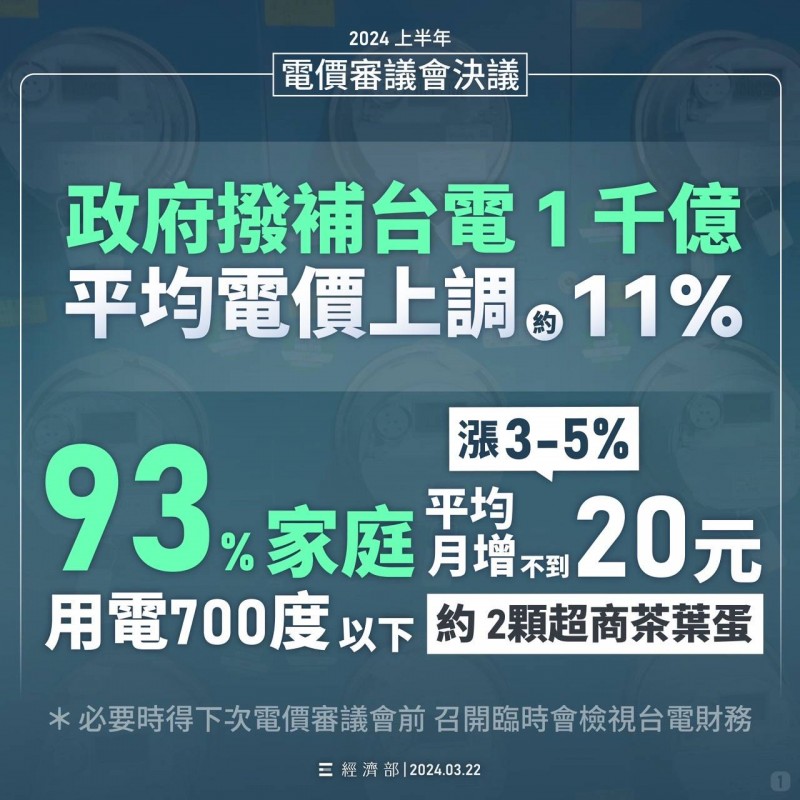 2024 上半年
電價審議會決議
政府撥補台電 1 千億
平均電價上調 約 11%
漲 3-5%
93% 家庭
用電700度 以下
平均
月增 不到 20元
約 2顆超商茶葉蛋
＊必要時得下次電價審議會前 召開臨時會檢視台電財務
經濟部 | 2024.03.22
1